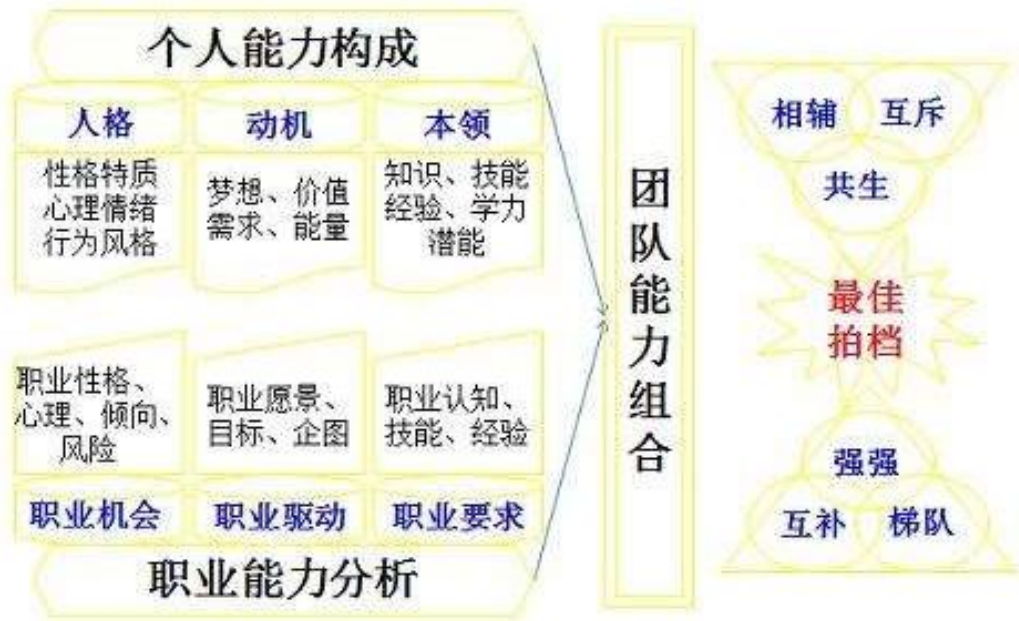 个人能力构成
人格
动机
本领
性格特质
心理情绪
行为风格
梦想、价值
需求、能量
知识、技能
经验、学力
潜能
职业性格、
心理、倾向、
风险
职业愿景、
目标、企图
职业认知、
技能、经验
职业机会
职业驱动
职业要求
职业能力分析
团队能力组合
相辅
互斥
共生
最佳
拍档
强强
互补
梯队